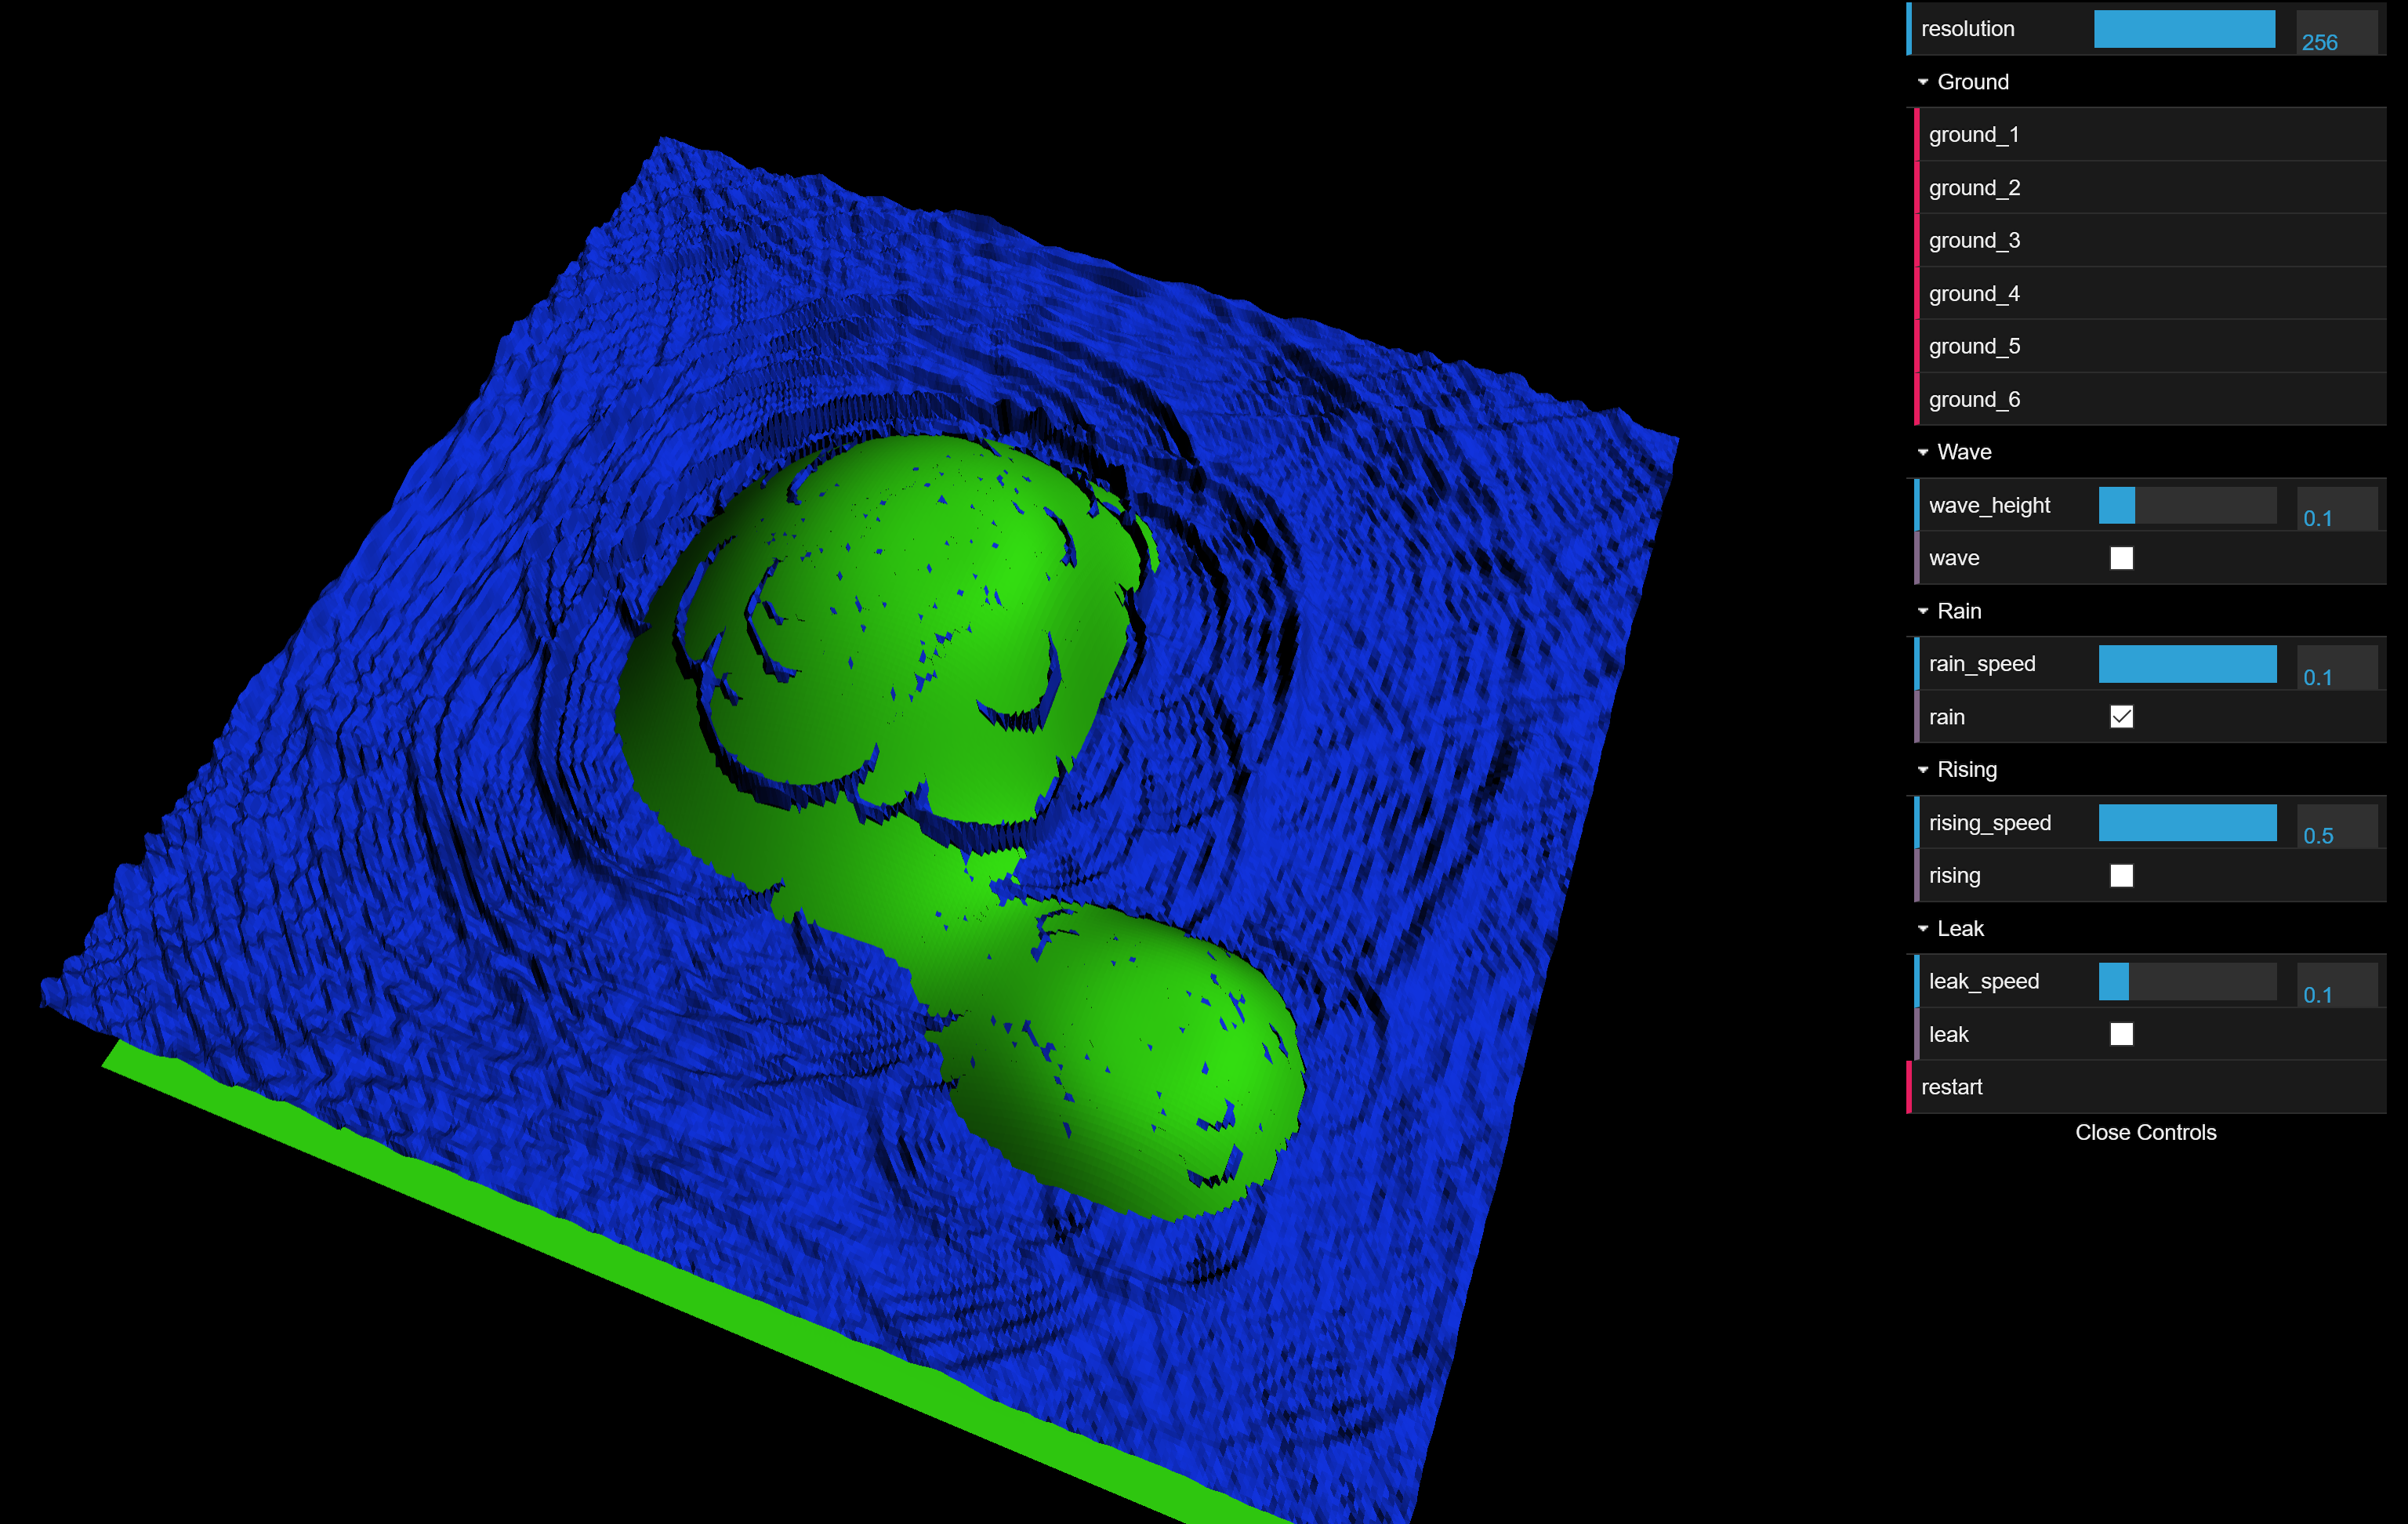 resolution 256
Ground
ground_1
ground_2
ground_3
ground_4
ground_5
ground_6
Wave
wave_height 0.1
wave
Rain
rain_speed 0.1
rain
Rising
rising_speed 0.5
rising
Leak
leak_speed 0.1
leak
restart
Close Controls